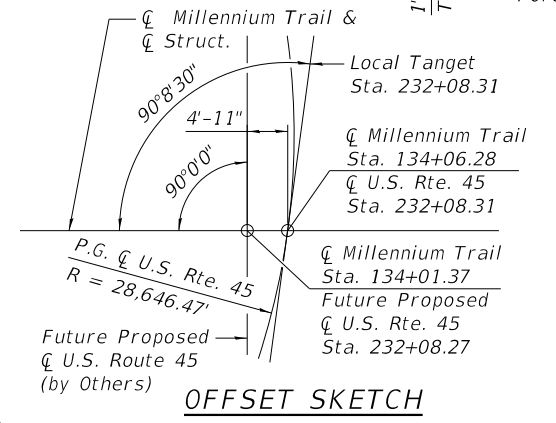 ℄ Millennium Trail &
℄ Struct.
1'
T
Local Tanget
Sta. 232+08.31
90°8'30"
4'-11"
90°0'0"
℄ Millennium Trail
Sta. 134+06.28
℄ U.S. Rte. 45
Sta. 232+08.31
P.G. ℄ U.S. Rte. 45
R = 28,646.47'
℄ Millennium Trail
Sta. 134+01.37
Future Proposed
℄ U.S. Rte. 45
Sta. 232+08.27
Future Proposed
℄ U.S. Route 45
(by Others)
OFFSET SKETCH